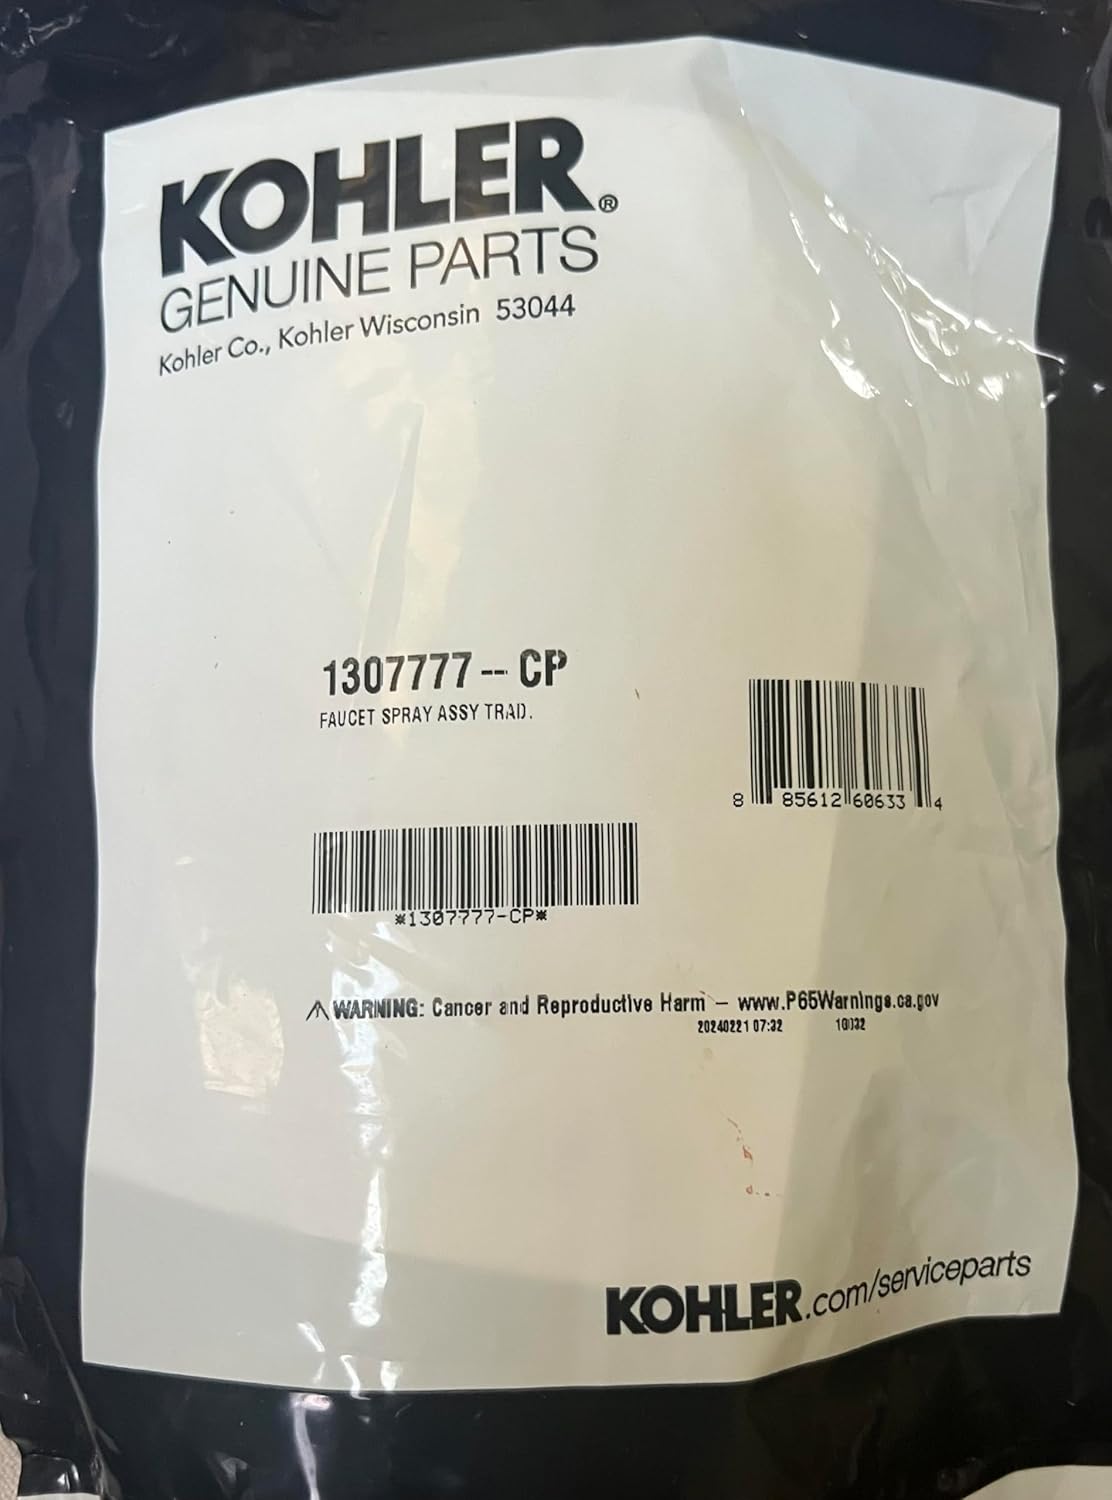 KOHLER®
GENUINE PARTS
Kohler Co., Kohler Wisconsin 53044
1307777-- CP
FAUCET SPRAY ASSY TRAD.
8 85612 60633 4
*1307777-CP*
⚠ WARNING: Cancer and Reproductive Harm – www.P65Warnings.ca.gov
20240221 07:32
KOHLER.com/serviceparts